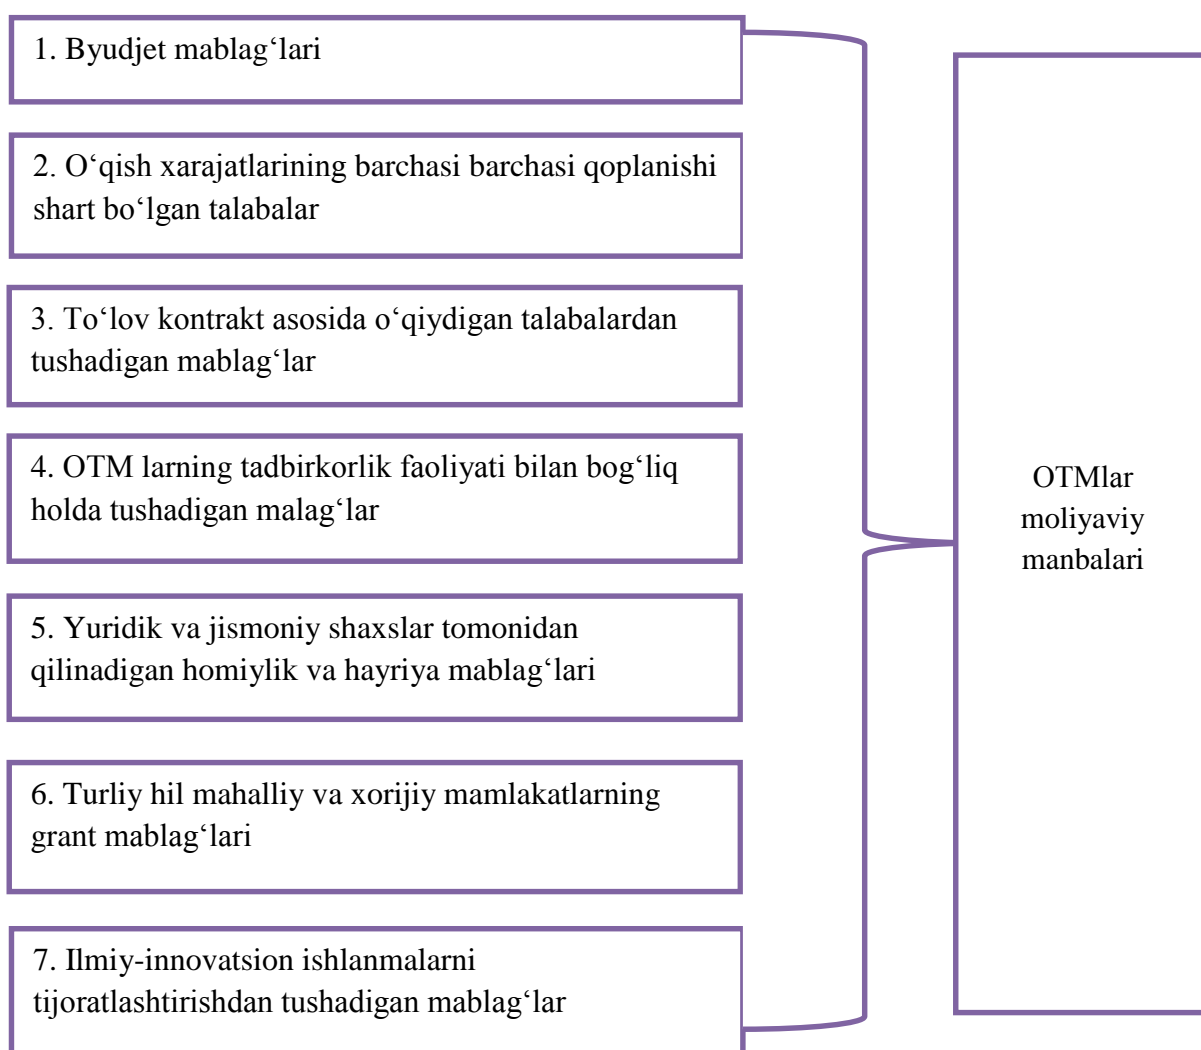 1. Byudjet mablag‘lari
2. O‘qish xarajatlarining barchasi barchasi qoplanishi
shart bo‘lgan talabalar
3. To‘lov kontrakt asosida o‘qiydigan talabalardan
tushadigan mablag‘lar
4. OTM larning tadbirkorlik faoliyati bilan bog‘liq
holda tushadigan malag‘lar
5. Yuridik va jismoniy shaxslar tomonidan
qilinadigan homiylik va hayriya mablag‘lari
6. Turliy hil mahalliy va xorijiy mamlakatlarning
grant mablag‘lari
7. Ilmiy-innovatsion ishlanmalarni
tijoratlashtirishdan tushadigan mablag‘lar
OTMlar
moliyaviy
manbalari